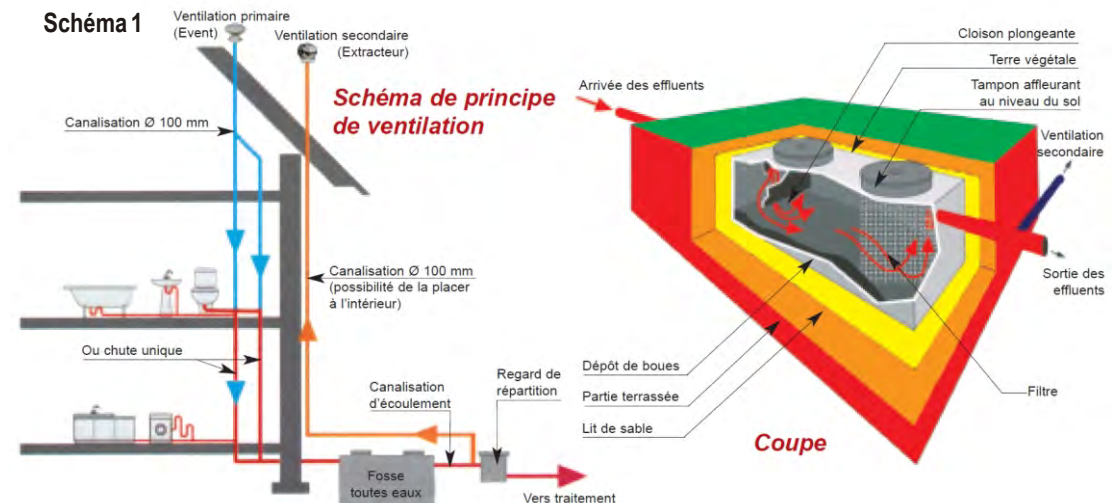 Schéma 1
Ventilation primaire
(Event)
Ventilation secondaire
(Extracteur)
Schéma de principe
de ventilation
Canalisation Ø 100 mm
Canalisation Ø 100 mm
(possibilité de la placer
à l'intérieur)
Ou chute unique
Canalisation
d'écoulement
Regard de
répartition
Fosse
toutes eaux
Vers traitement
Cloison plongeante
Terre végétale
Tampon affleurant
au niveau du sol
Arrivée des effluents
Ventilation
secondaire
Sortie des
effluents
Dépôt de boues
Partie terrassée
Lit de sable
Filtre
Coupe